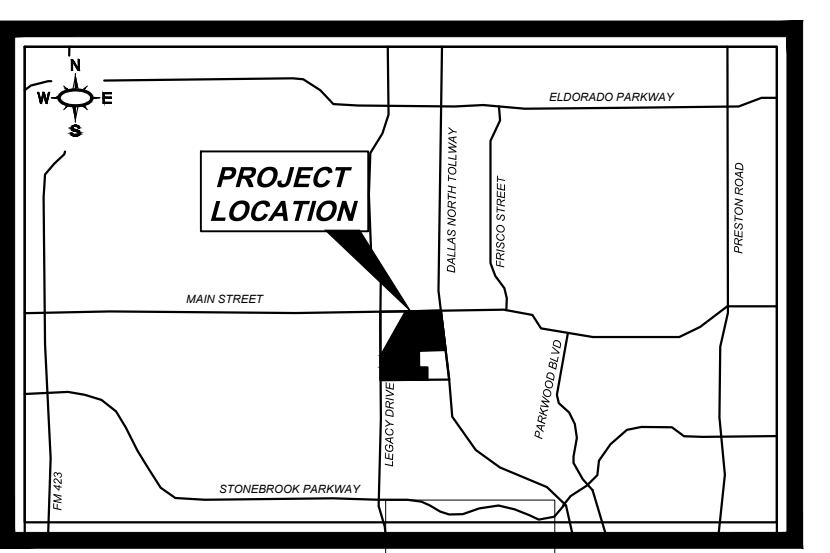 N
W
E
S
ELDORADO PARKWAY
PROJECT
LOCATION
DALLAS NORTH TOLLWAY
FRISCO STREET
PRESTON ROAD
MAIN STREET
PARKWOOD BLVD
LEGACY DRIVE
FM 423
STONEBROOK PARKWAY